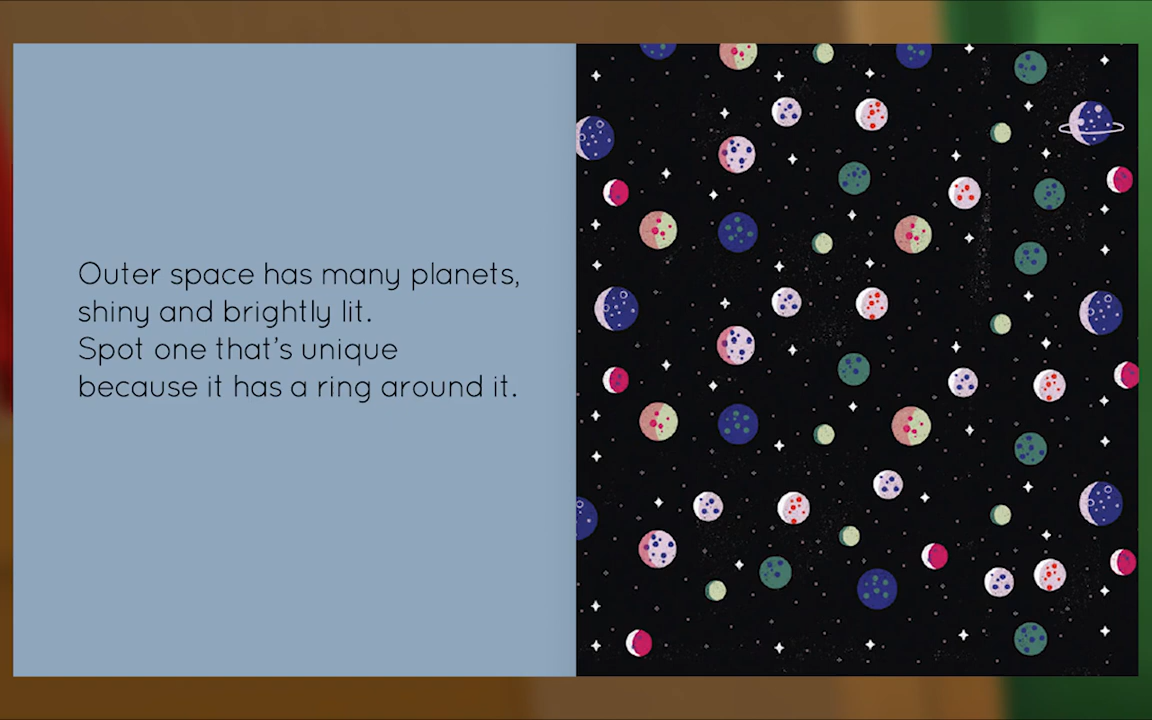 Outer space has many planets,
shiny and brightly lit.
Spot one that's unique
because it has a ring around it.